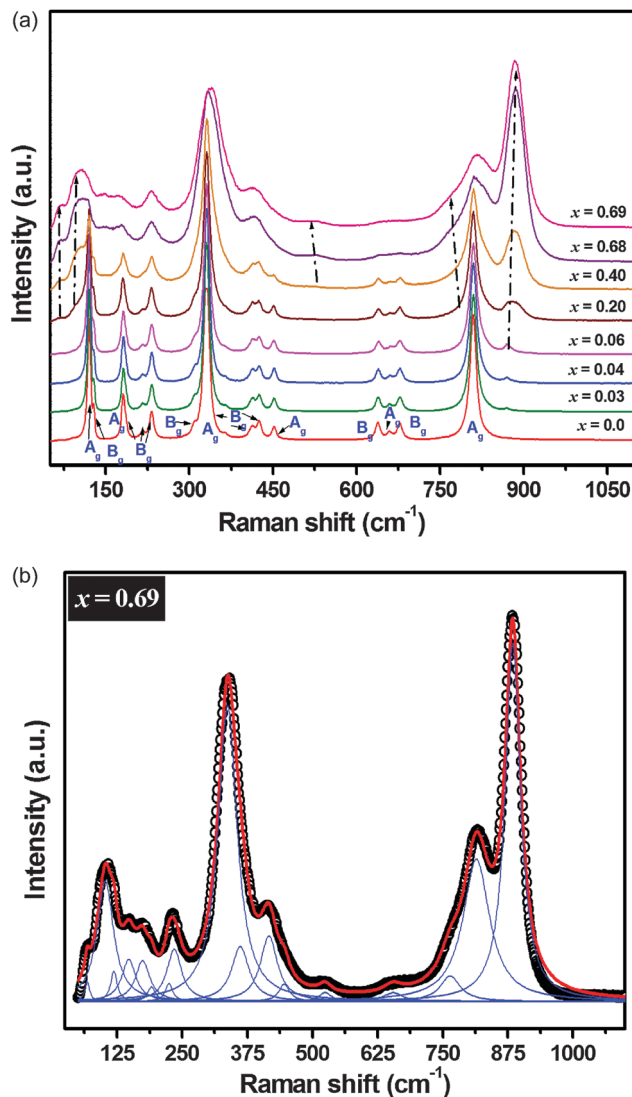 (a)
Intensity (a.u.)
x = 0.69
x = 0.68
x = 0.40
x = 0.20
x = 0.06
x = 0.04
x = 0.03
x = 0.0
Ag Bg Ag Bg Bg Ag Bg Ag Bg Ag Bg Ag
150 300 450 600 750 900 1050
Raman shift (cm⁻¹)
(b)
x = 0.69
Intensity (a.u.)
125 250 375 500 625 750 875 1000
Raman shift (cm⁻¹)